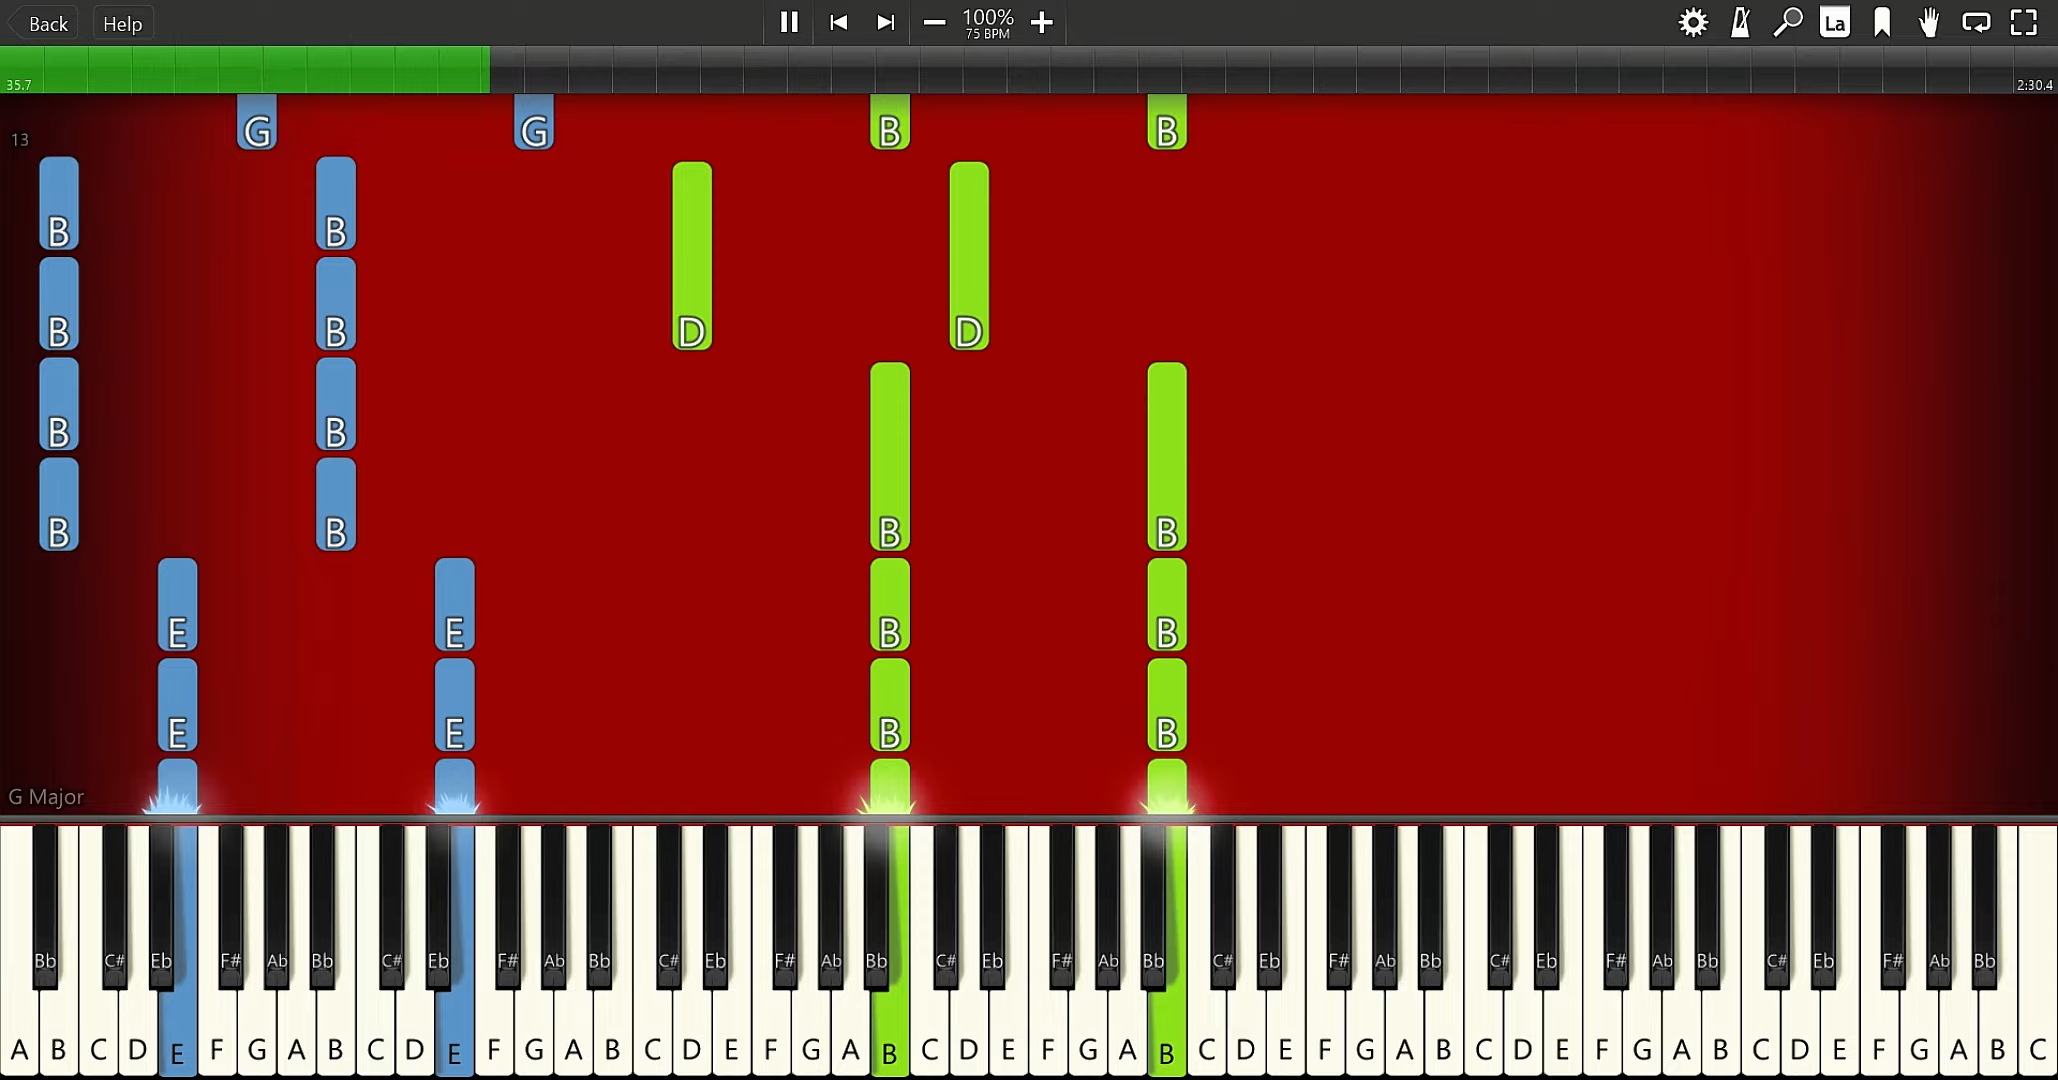 Back Help 100% La
75 BPM
35.7 2:30.4
G G B B
13
B B
D D
B B
B B
B B B B
E E B B
E E B B
G Major
Bb C# Eb F# Ab Bb C# Eb F# Ab Bb C# Eb F# Ab Bb C# Eb F# Ab Bb C# Eb F# Ab Bb C# Eb F# Ab Bb C# Eb F# Ab Bb
A B C D E F G A B C D E F G A B C D E F G A B C D E F G A B C D E F G A B C D E F G A B C D E F G A B C